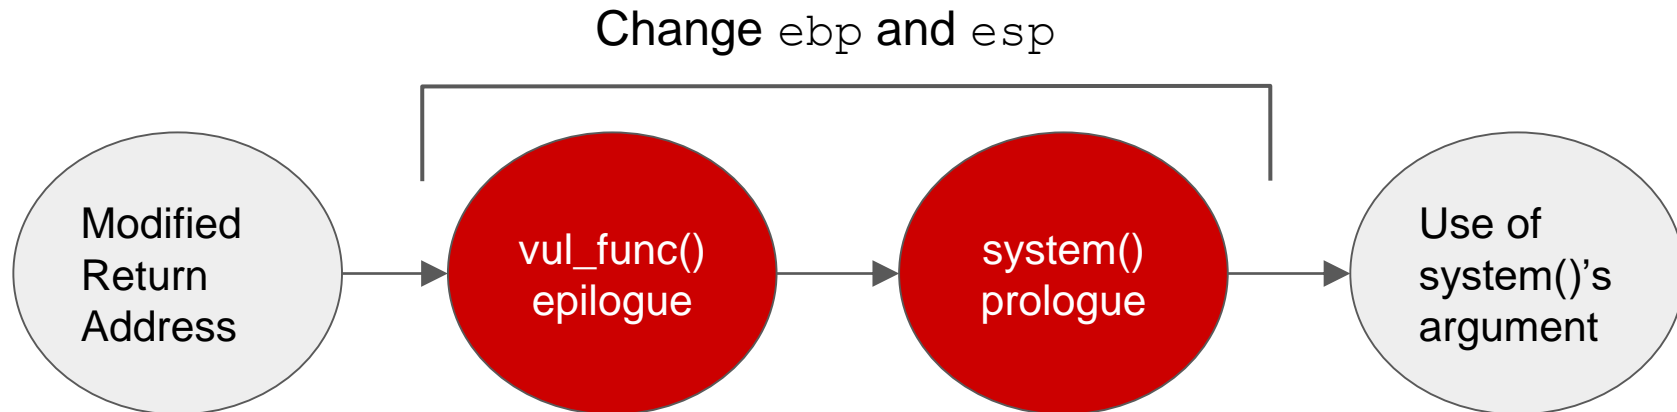 Change ebp and esp
Modified
Return
Address
vul_func()
epilogue
system()
prologue
Use of
system()’s
argument